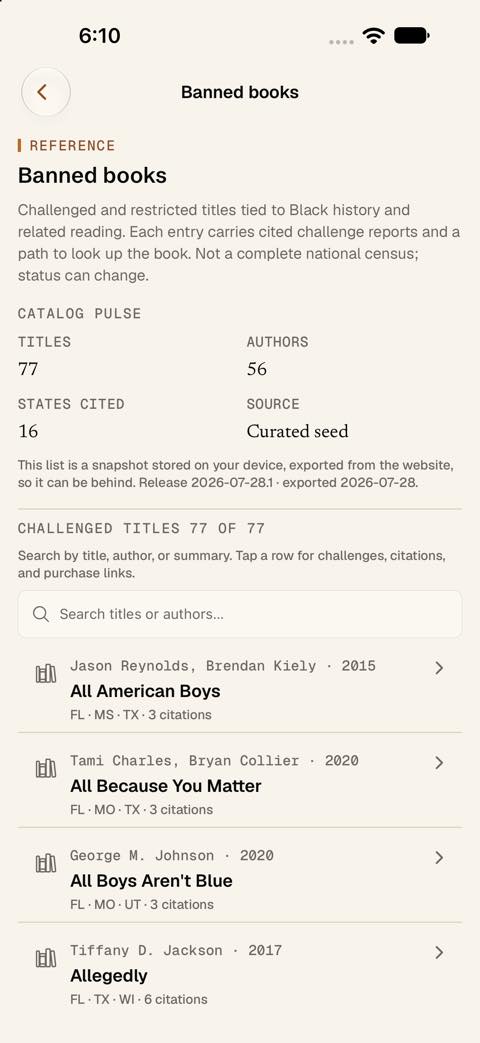 6:10
Banned books
REFERENCE
Banned books
Challenged and restricted titles tied to Black history and
related reading. Each entry carries cited challenge reports and a
path to look up the book. Not a complete national census;
status can change.
CATALOG PULSE
TITLES
77
AUTHORS
56
STATES CITED
16
SOURCE
Curated seed
This list is a snapshot stored on your device, exported from the website,
so it can be behind. Release 2026-07-28.1 · exported 2026-07-28.
CHALLENGED TITLES 77 OF 77
Search by title, author, or summary. Tap a row for challenges, citations,
and purchase links.
Search titles or authors...
Jason Reynolds, Brendan Kiely · 2015
All American Boys
FL · MS · TX · 3 citations
Tami Charles, Bryan Collier · 2020
All Because You Matter
FL · MO · TX · 3 citations
George M. Johnson · 2020
All Boys Aren't Blue
FL · MO · UT · 3 citations
Tiffany D. Jackson · 2017
Allegedly
FL · TX · WI · 6 citations